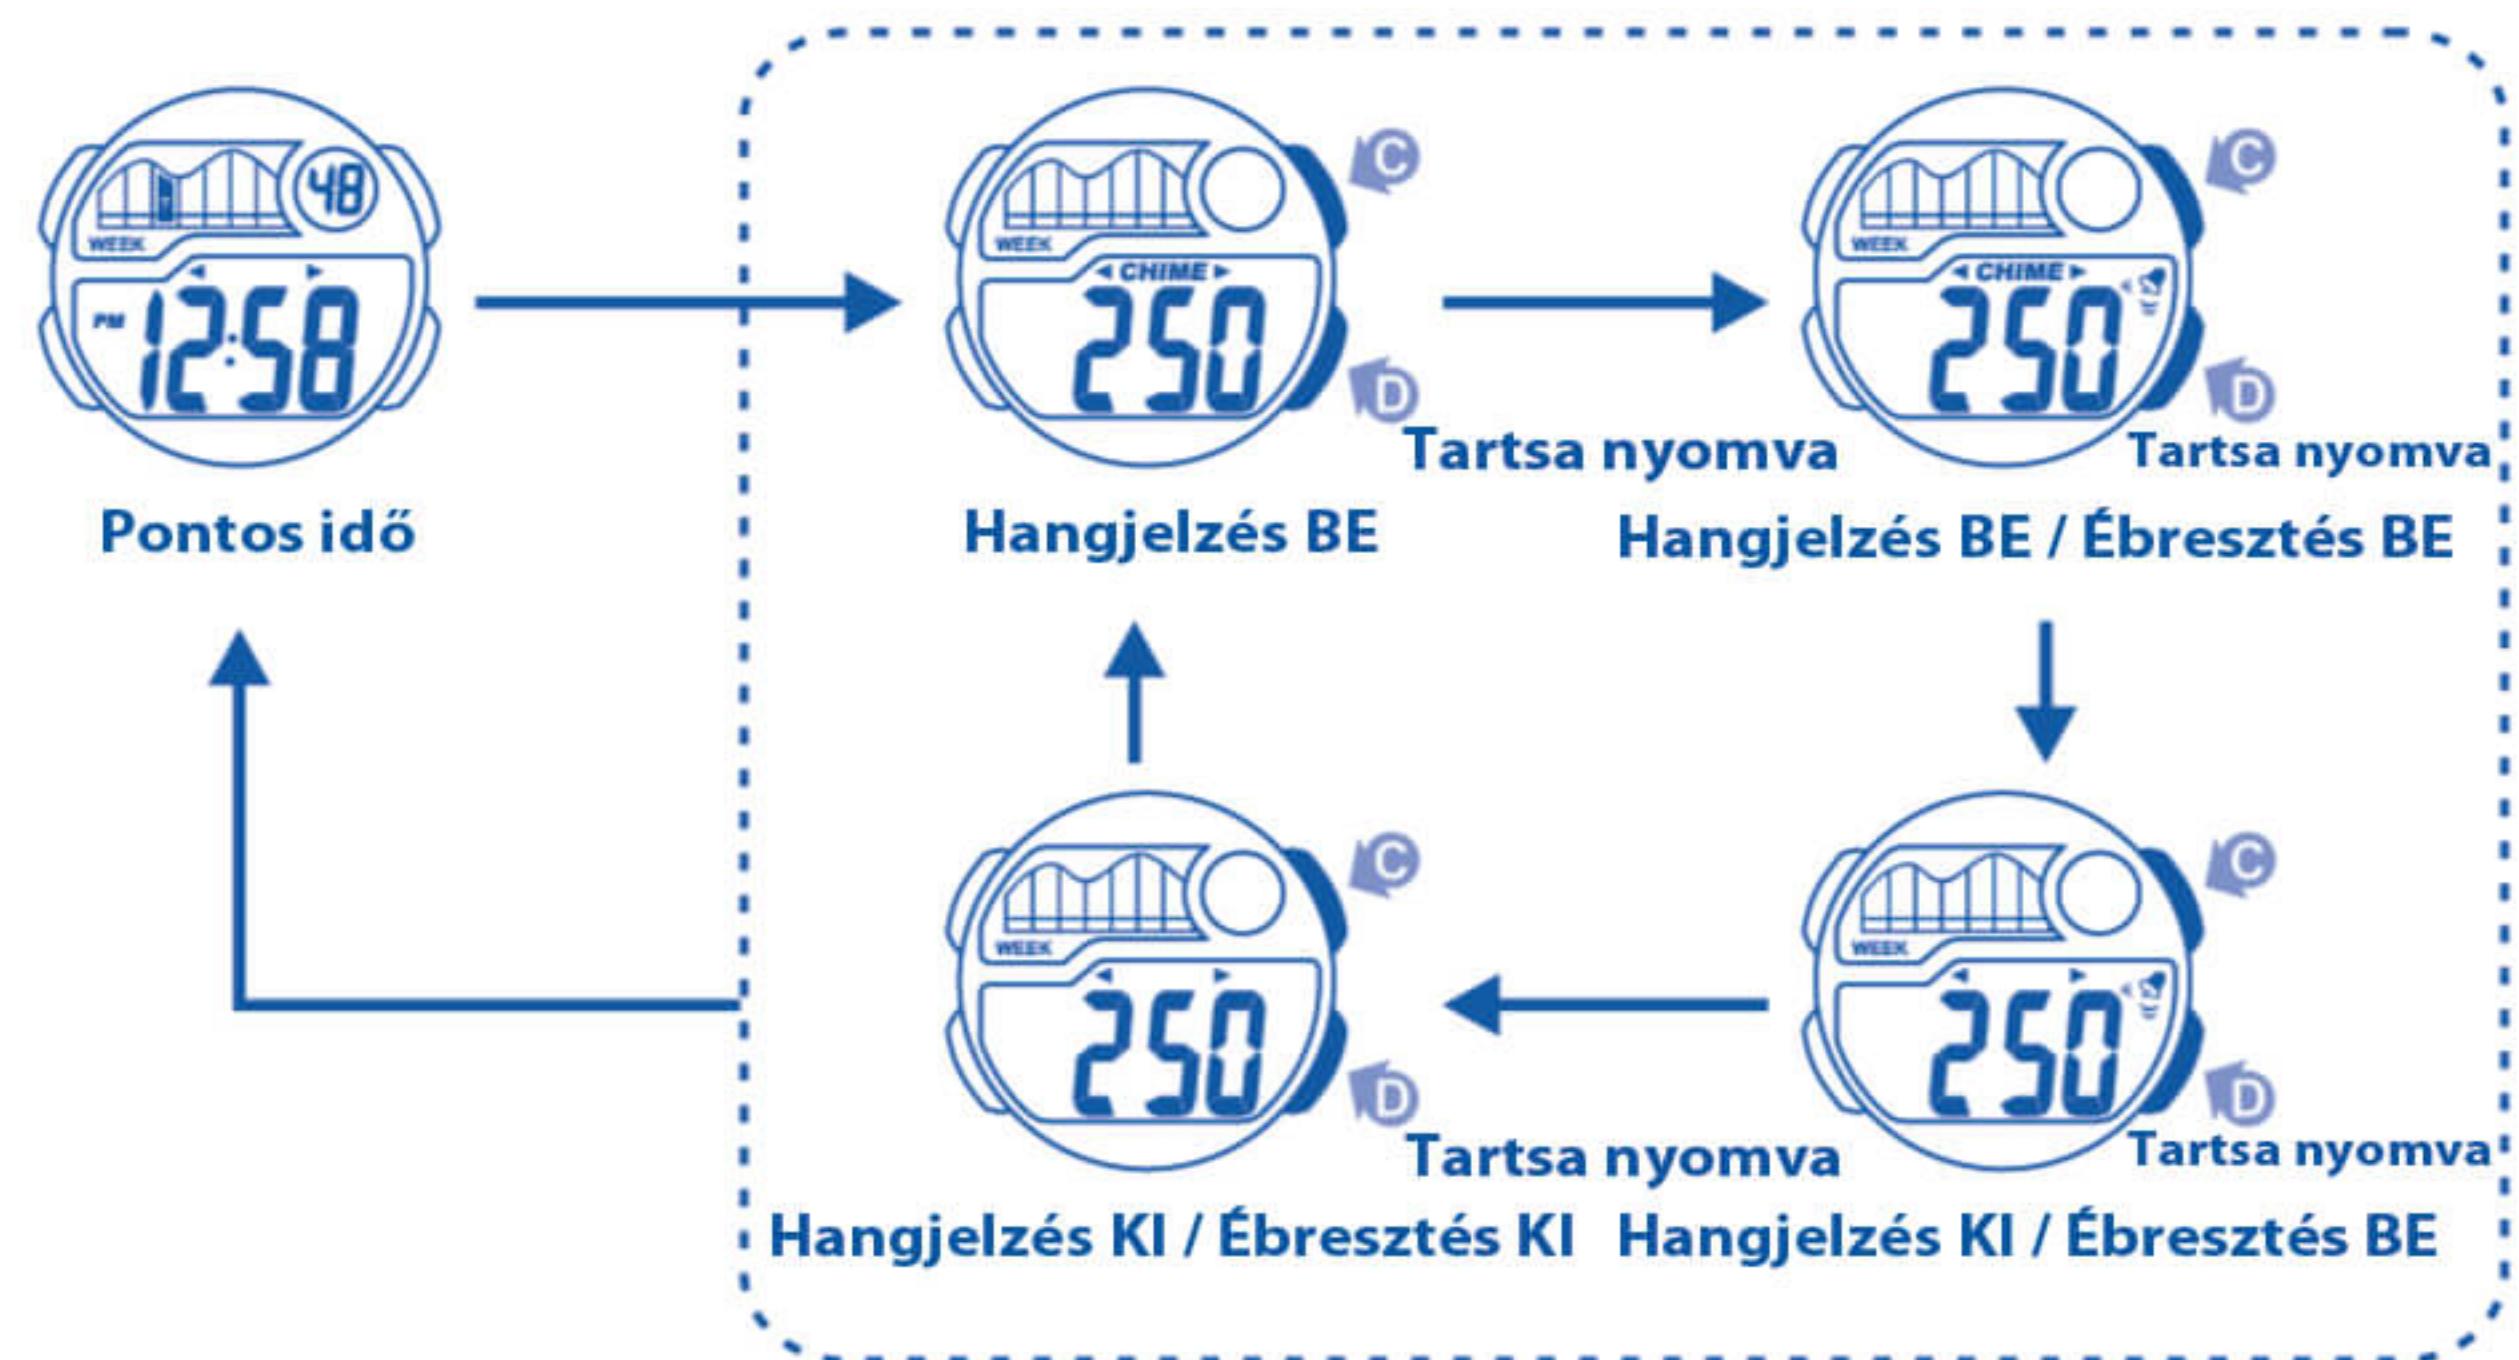 48
WEEK
PM 12:58
Pontos idő
C
WEEK
CHIME
250
D
Tartsa nyomva
Hangjelzés BE
C
WEEK
CHIME
250
D
Tartsa nyomva
Hangjelzés BE / Ébresztés BE
C
WEEK
250
D
Tartsa nyomva
Hangjelzés KI / Ébresztés KI
C
WEEK
250
D
Tartsa nyomva
Hangjelzés KI / Ébresztés BE